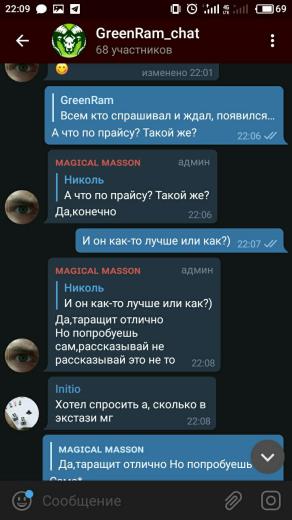 22:09
69
GreenRam_chat
68 участников
изменено 22:01
GreenRam
Всем кто спрашивал и ждал, появился...
А что по прайсу? Такой же?
22:06
MAGICAL MASSON админ
Николь
А что по прайсу? Такой же?
Да,конечно
22:06
И он как-то лучше или как?) 22:07
MAGICAL MASSON админ
Николь
И он как-то лучше или как?)
Да,таращит отлично
Но попробуешь
сам,рассказывай не
рассказывай это не то 22:08
Initio
Хотел спросить а, сколько в
экстази мг
22:08
MAGICAL MASSON
Да,таращит отлично Но попробуешь
Сообщение